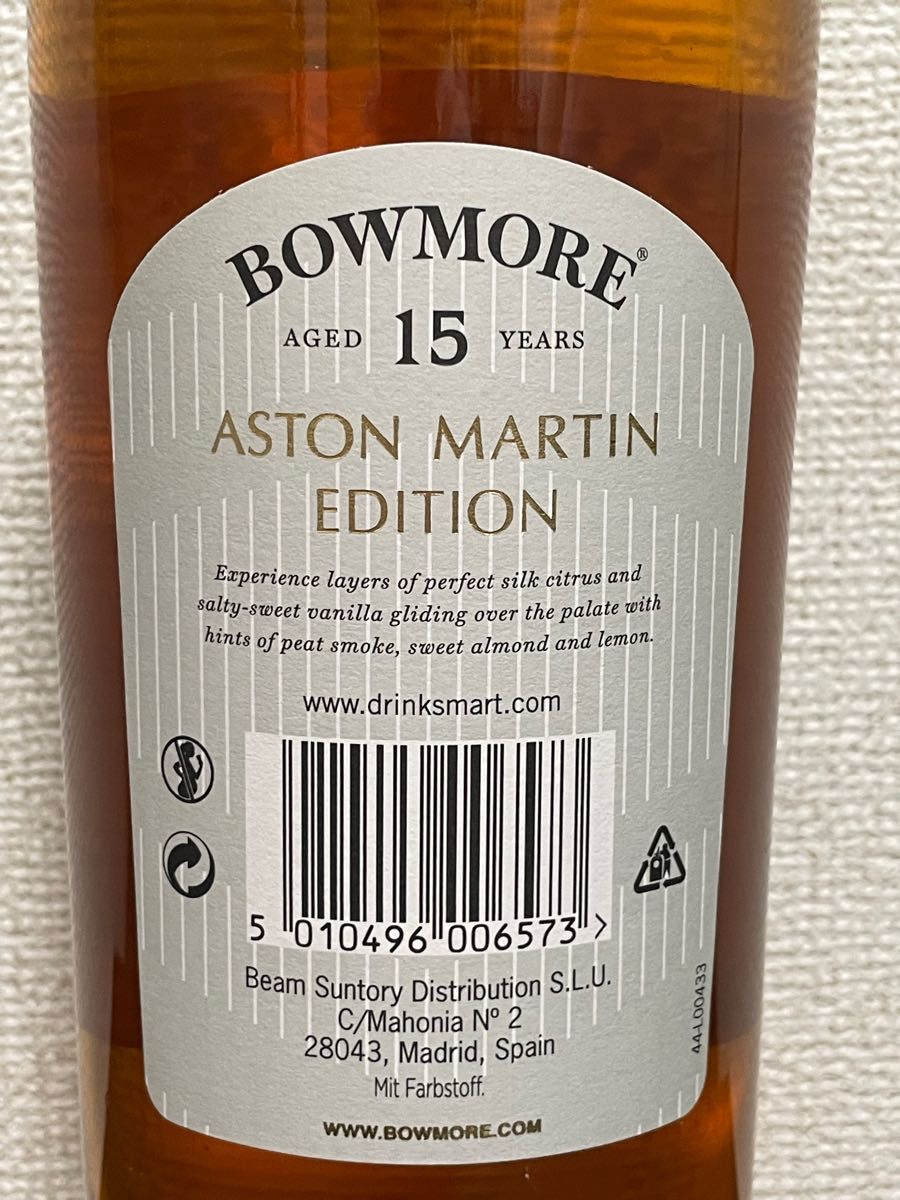 BOWMORE®
AGED 15 YEARS
ASTON MARTIN
EDITION
Experience layers of perfect silk citrus and
salty-sweet vanilla gliding over the palate with
hints of peat smoke, sweet almond and lemon.
www.drinksmart.com
5 010496 006573 >
Beam Suntory Distribution S.L.U.
C/Mahonia Nº 2
28043, Madrid, Spain
Mit Farbstoff.
WWW.BOWMORE.COM
44-L00433